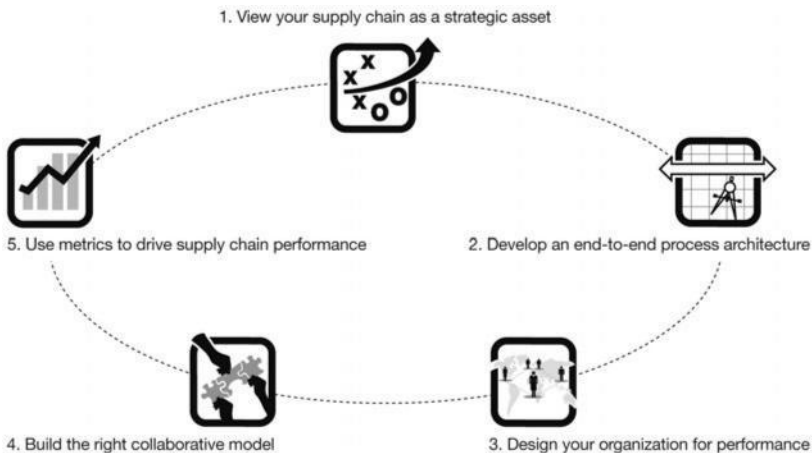 1. View your supply chain as a strategic asset
x x
x o o
5. Use metrics to drive supply chain performance
2. Develop an end-to-end process architecture
4. Build the right collaborative model
3. Design your organization for performance